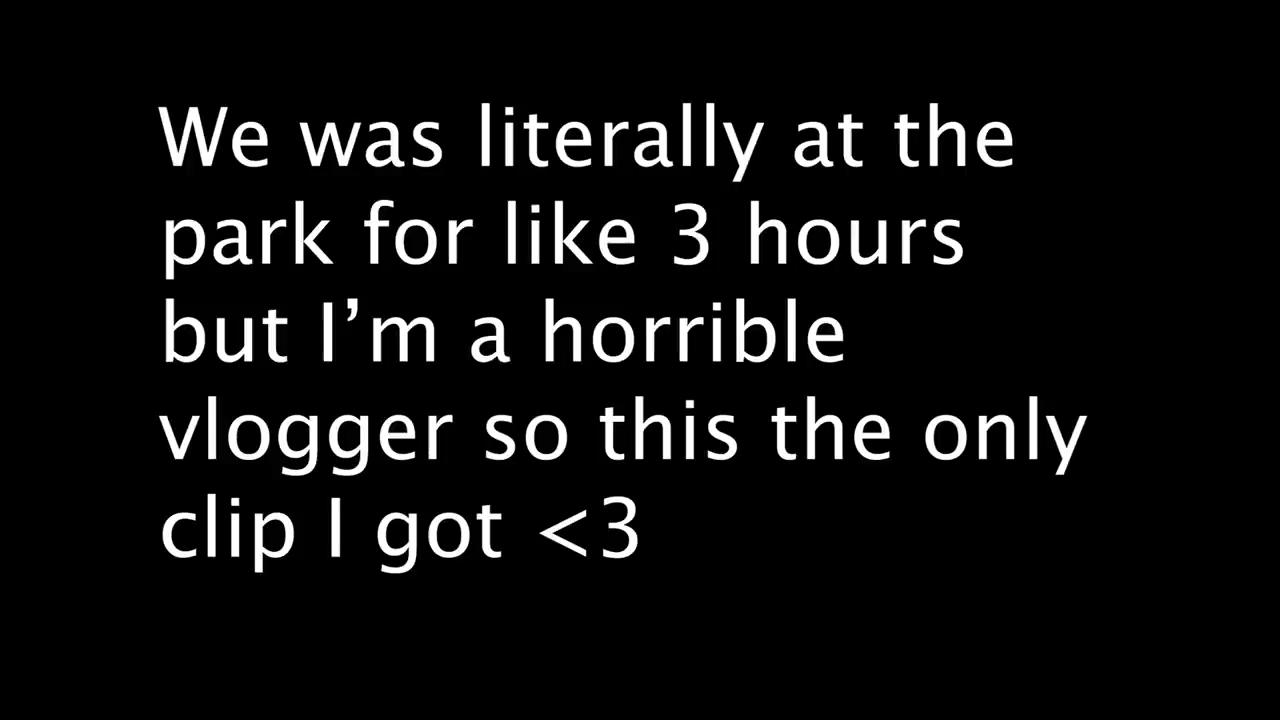 We was literally at the
park for like 3 hours
but I’m a horrible
vlogger so this the only
clip I got <3